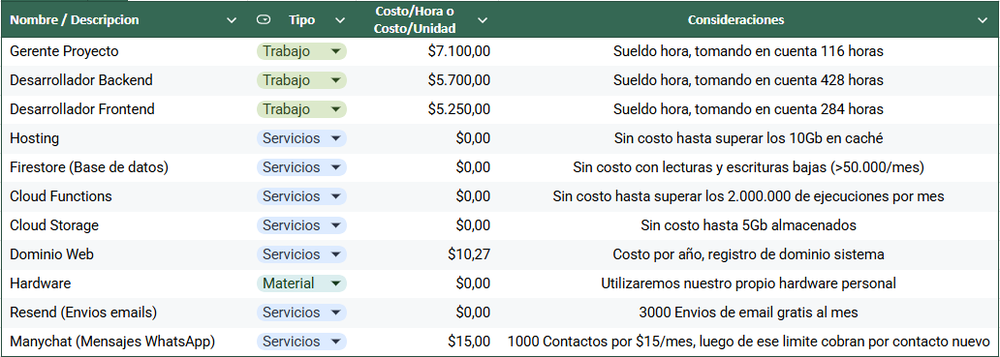 Nombre / Descripcion Tipo Costo/Hora o Costo/Unidad Consideraciones
Gerente Proyecto Trabajo $7.100,00 Sueldo hora, tomando en cuenta 116 horas
Desarrollador Backend Trabajo $5.700,00 Sueldo hora, tomando en cuenta 428 horas
Desarrollador Frontend Trabajo $5.250,00 Sueldo hora, tomando en cuenta 284 horas
Hosting Servicios $0,00 Sin costo hasta superar los 10Gb en caché
Firestore (Base de datos) Servicios $0,00 Sin costo con lecturas y escrituras bajas (>50.000/mes)
Cloud Functions Servicios $0,00 Sin costo hasta superar los 2.000.000 de ejecuciones por mes
Cloud Storage Servicios $0,00 Sin costo hasta 5Gb almacenados
Dominio Web Servicios $10,27 Costo por año, registro de dominio sistema
Hardware Material $0,00 Utilizaremos nuestro propio hardware personal
Resend (Envios emails) Servicios $0,00 3000 Envios de email gratis al mes
Manychat (Mensajes WhatsApp) Servicios $15,00 1000 Contactos por $15/mes, luego de ese limite cobran por contacto nuevo